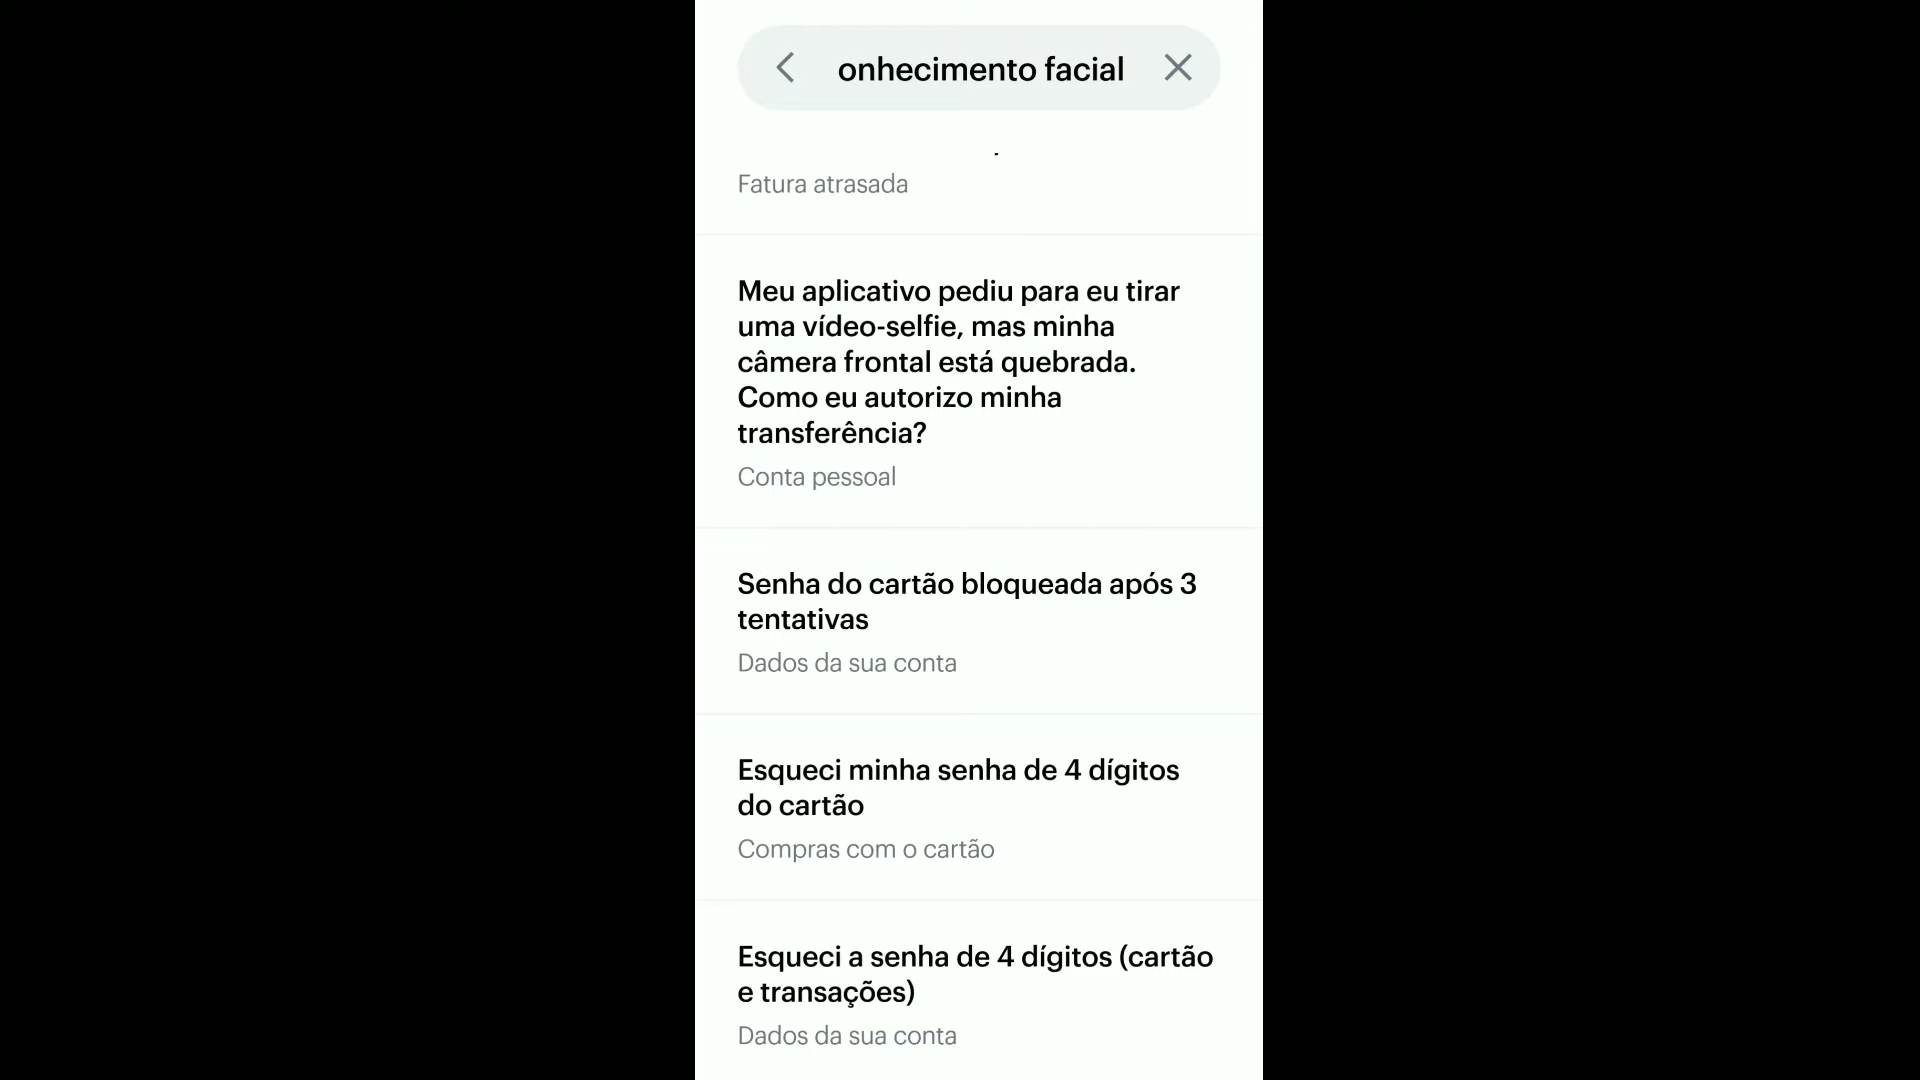 onhecimento facial
Fatura atrasada
Meu aplicativo pediu para eu tirar
uma vídeo-selfie, mas minha
câmera frontal está quebrada.
Como eu autorizo minha
transferência?
Conta pessoal
Senha do cartão bloqueada após 3
tentativas
Dados da sua conta
Esqueci minha senha de 4 dígitos
do cartão
Compras com o cartão
Esqueci a senha de 4 dígitos (cartão
e transações)
Dados da sua conta